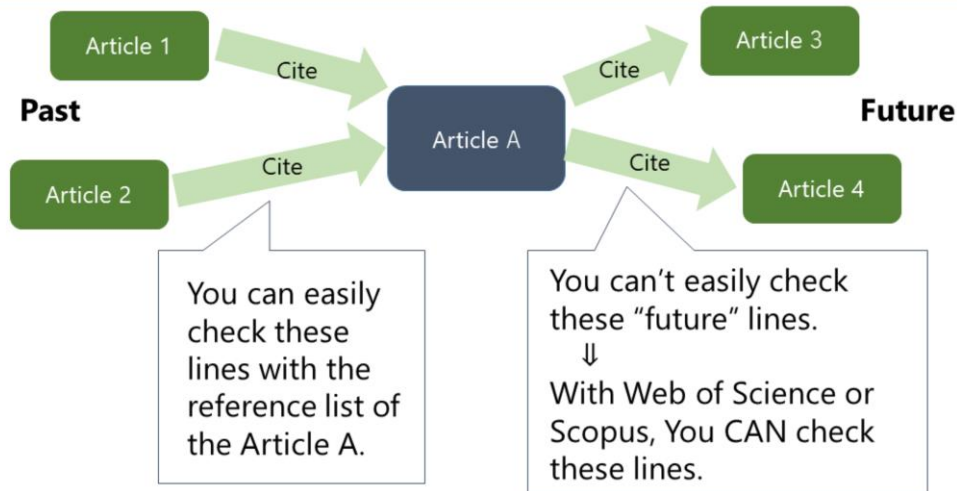 Article 1
Cite
Cite
Article 3
Past
Article A
Future
Article 2
Cite
Cite
Article 4
You can easily
check these
lines with the
reference list of
the Article A.
You can’t easily check
these “future” lines.
⇓
With Web of Science or
Scopus, You CAN check
these lines.